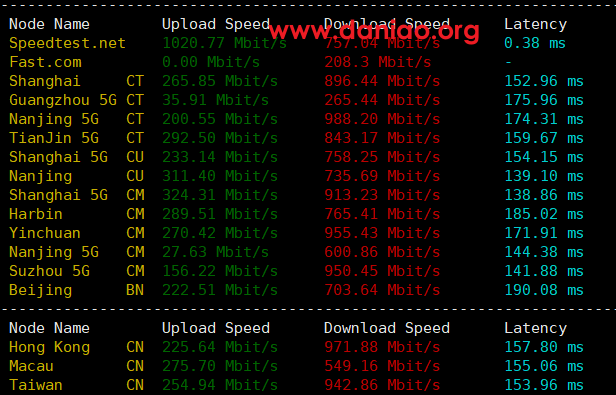 Node Name Upload Speed Download Speed Latency
www.daniao.org
Speedtest.net 1020.77 Mbit/s 757.04 Mbit/s 0.38 ms
Fast.com 0.00 Mbit/s 208.3 Mbit/s -
Shanghai CT 265.85 Mbit/s 896.44 Mbit/s 152.96 ms
Guangzhou 5G CT 35.91 Mbit/s 265.44 Mbit/s 175.96 ms
Nanjing 5G CT 200.55 Mbit/s 988.20 Mbit/s 174.31 ms
TianJin 5G CT 292.50 Mbit/s 843.17 Mbit/s 159.67 ms
Shanghai 5G CU 233.14 Mbit/s 758.25 Mbit/s 154.15 ms
Nanjing CU 311.40 Mbit/s 735.69 Mbit/s 139.10 ms
Shanghai 5G CM 324.31 Mbit/s 913.23 Mbit/s 138.86 ms
Harbin CM 289.51 Mbit/s 765.41 Mbit/s 185.02 ms
Yinchuan CM 270.42 Mbit/s 955.43 Mbit/s 171.91 ms
Nanjing 5G CM 27.63 Mbit/s 600.86 Mbit/s 144.38 ms
Suzhou 5G CM 156.22 Mbit/s 950.45 Mbit/s 141.88 ms
Beijing BN 222.51 Mbit/s 703.64 Mbit/s 190.08 ms
Node Name Upload Speed Download Speed Latency
Hong Kong CN 225.64 Mbit/s 971.88 Mbit/s 157.80 ms
Macau CN 275.70 Mbit/s 549.16 Mbit/s 155.06 ms
Taiwan CN 254.94 Mbit/s 942.86 Mbit/s 153.96 ms